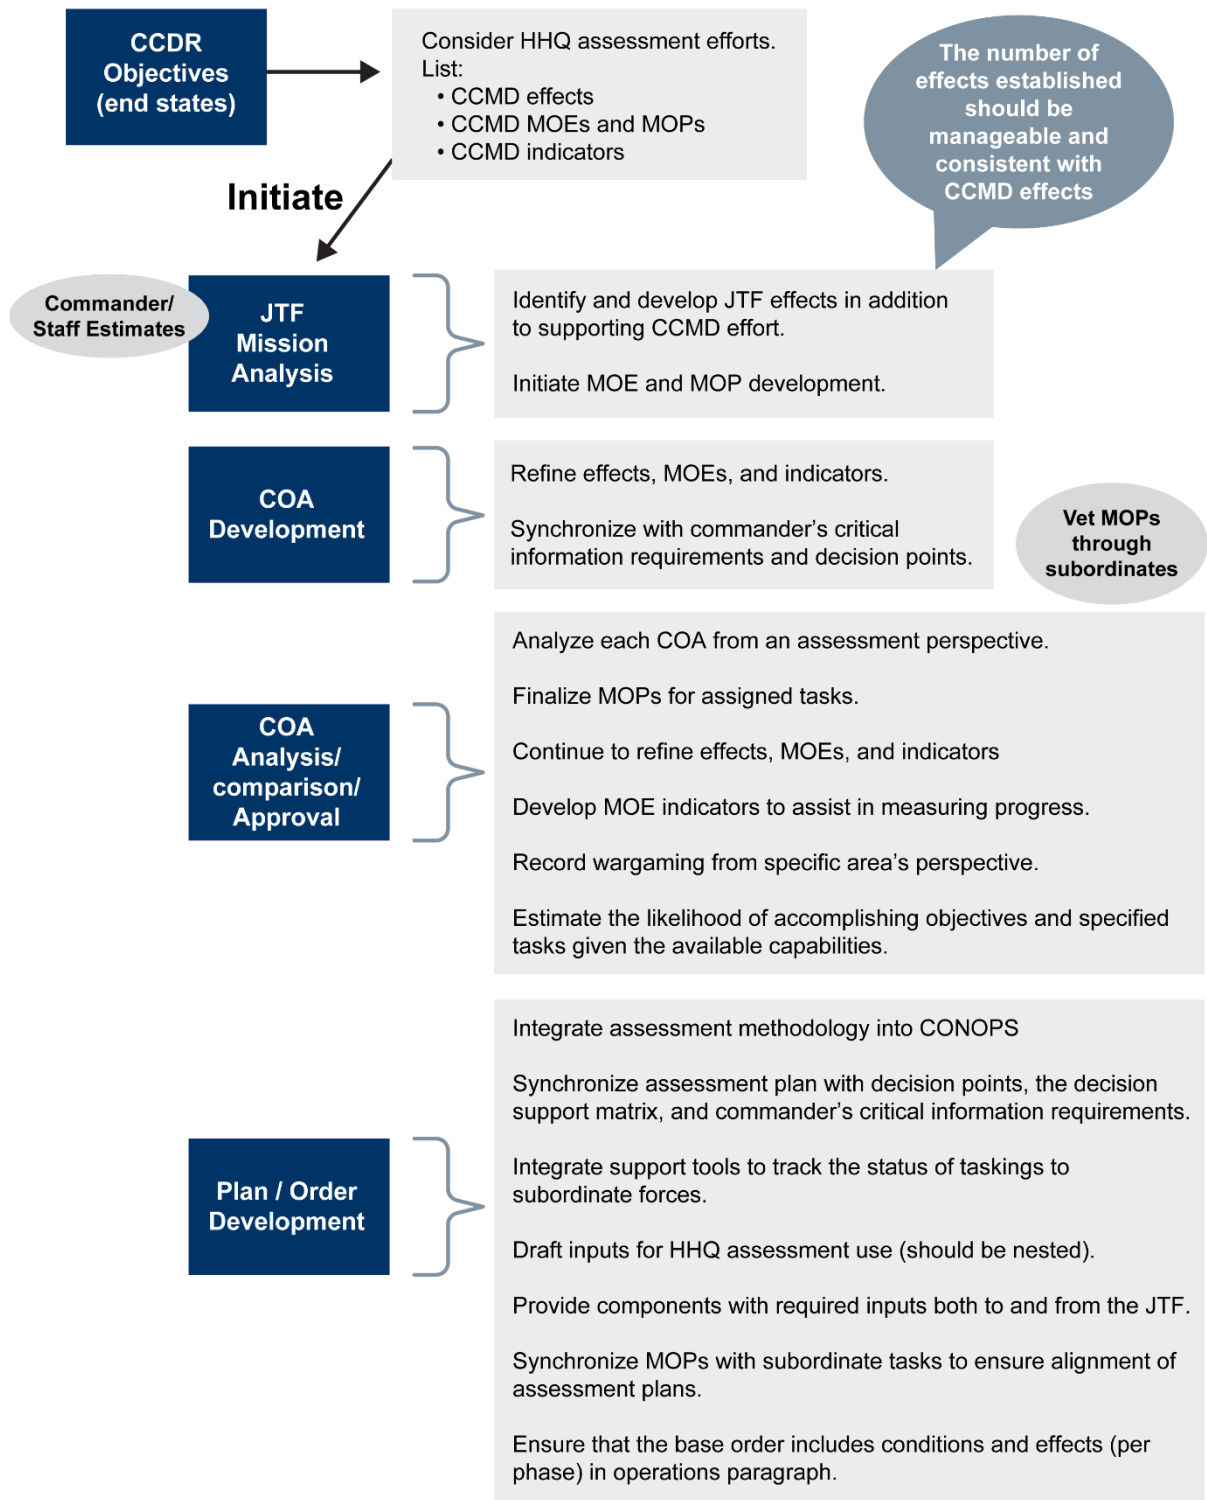 CCDR
Objectives
(end states)
Consider HHQ assessment efforts.
List:
• CCMD effects
• CCMD MOEs and MOPs
• CCMD indicators
The number of
effects established
should be
manageable and
consistent with
CCMD effects
Initiate
Commander/
Staff Estimates
JTF
Mission
Analysis
Identify and develop JTF effects in addition
to supporting CCMD effort.
Initiate MOE and MOP development.
COA
Development
Refine effects, MOEs, and indicators.
Synchronize with commander’s critical
information requirements and decision points.
Vet MOPs
through
subordinates
COA
Analysis/
comparison/
Approval
Analyze each COA from an assessment perspective.
Finalize MOPs for assigned tasks.
Continue to refine effects, MOEs, and indicators
Develop MOE indicators to assist in measuring progress.
Record wargaming from specific area’s perspective.
Estimate the likelihood of accomplishing objectives and specified
tasks given the available capabilities.
Plan / Order
Development
Integrate assessment methodology into CONOPS
Synchronize assessment plan with decision points, the decision
support matrix, and commander’s critical information requirements.
Integrate support tools to track the status of taskings to
subordinate forces.
Draft inputs for HHQ assessment use (should be nested).
Provide components with required inputs both to and from the JTF.
Synchronize MOPs with subordinate tasks to ensure alignment of
assessment plans.
Ensure that the base order includes conditions and effects (per
phase) in operations paragraph.